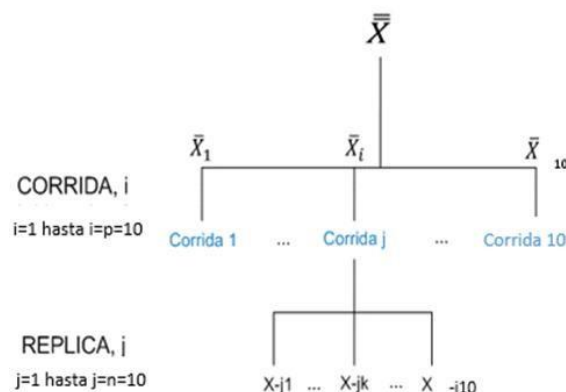 X̿
X̄₁ X̄ᵢ X̄ 10
CORRIDA, i
i=1 hasta i=p=10
Corrida 1 ... Corrida j ... Corrida 10
REPLICA, j
j=1 hasta j=n=10
X-j1 ... X-jk ... X -j10